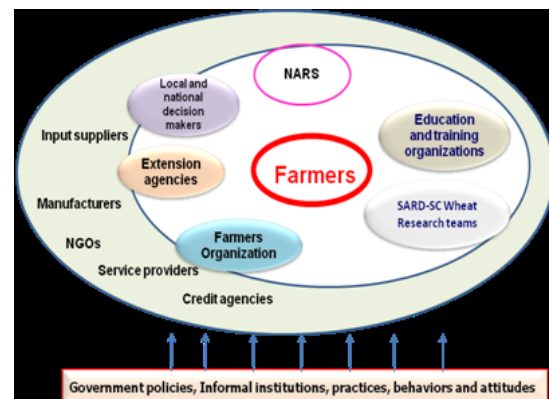 NARS
Local and
national
decision
makers
Input suppliers
Education
and training
organizations
Extension
agencies
Farmers
Manufacturers
SARD-SC Wheat
Research teams
NGOs
Farmers
Organization
Service providers
Credit agencies
Government policies, Informal institutions, practices, behaviors and attitudes